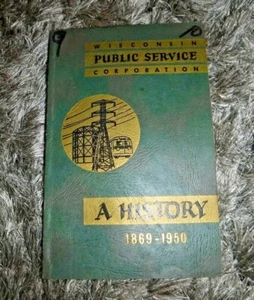 WISCONSIN
PUBLIC SERVICE
CORPORATION
A HISTORY
1869-1950